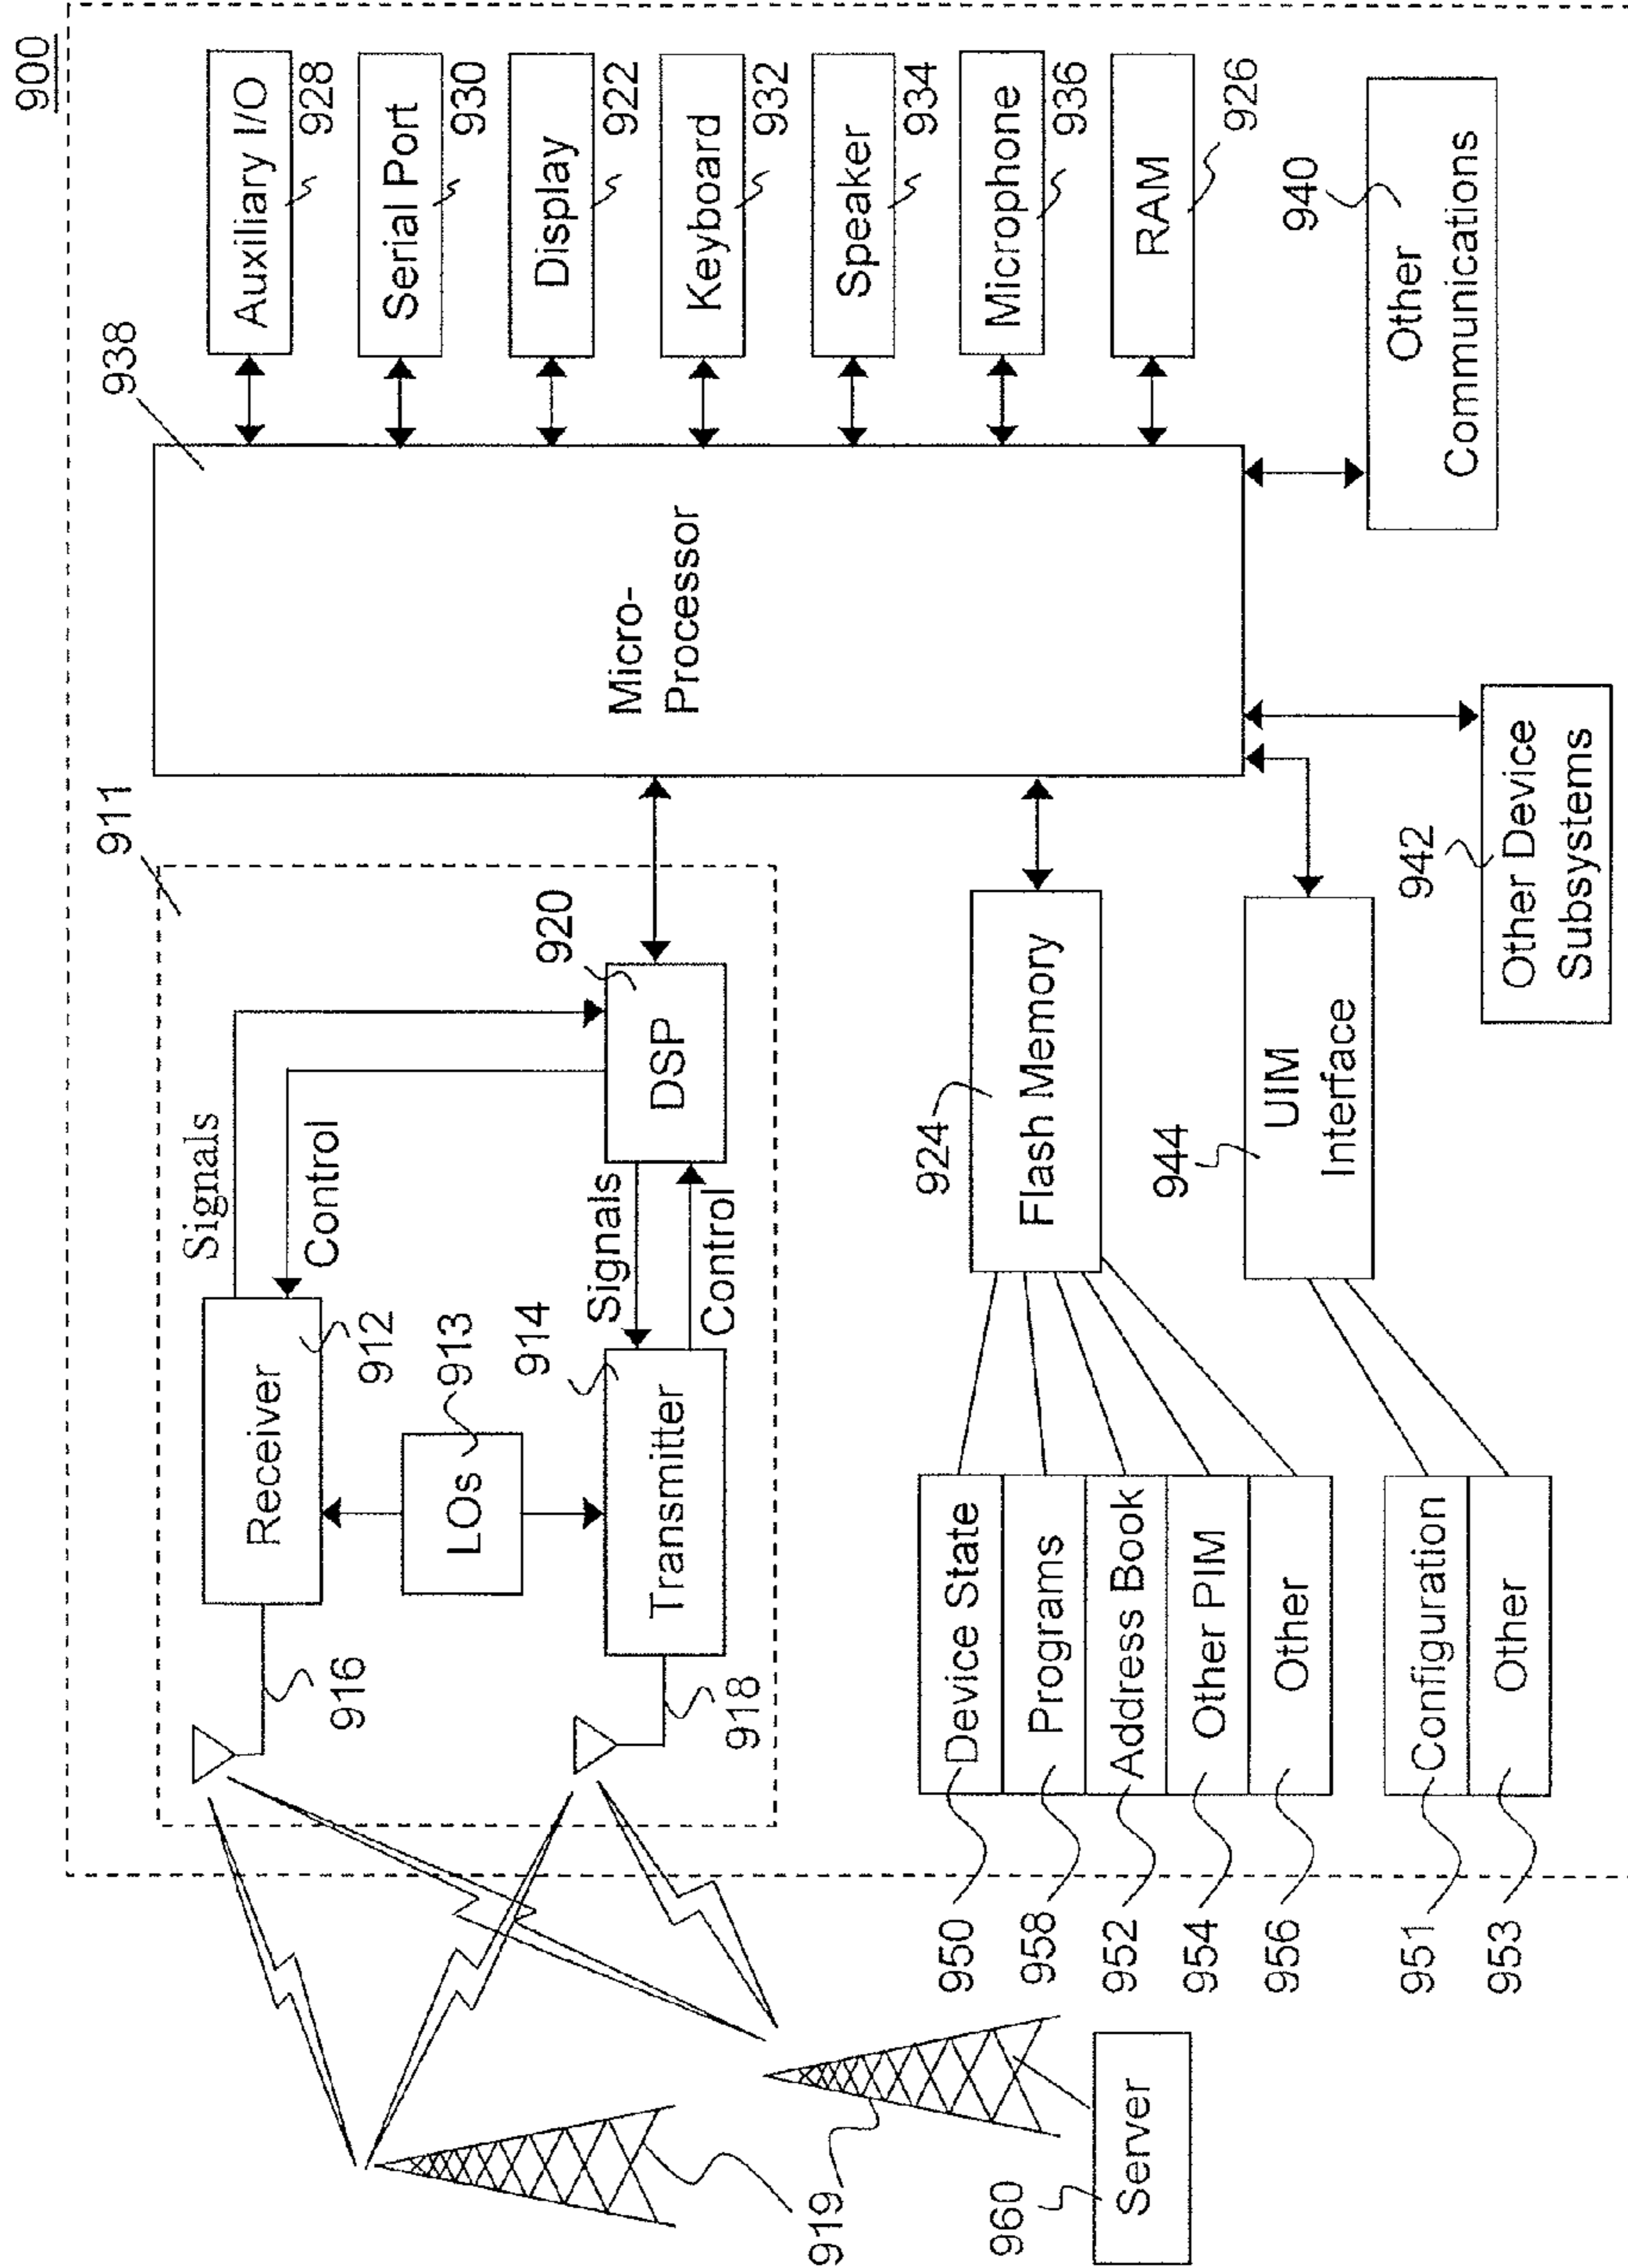 900
911
938
Signals
Control
Receiver
912
916
LOs
913
914
Signals
Control
Transmitter
918
920
DSP
Micro-
Processor
Auxiliary I/O
928
Serial Port
930
Display
922
Keyboard
932
Speaker
934
Microphone
936
RAM
926
Other
Communications
940
924
Flash Memory
944
UIM
Interface
942
Other Device
Subsystems
950
Device State
958
Programs
952
Address Book
954
Other PIM
956
Other
951
Configuration
953
Other
919
960
Server